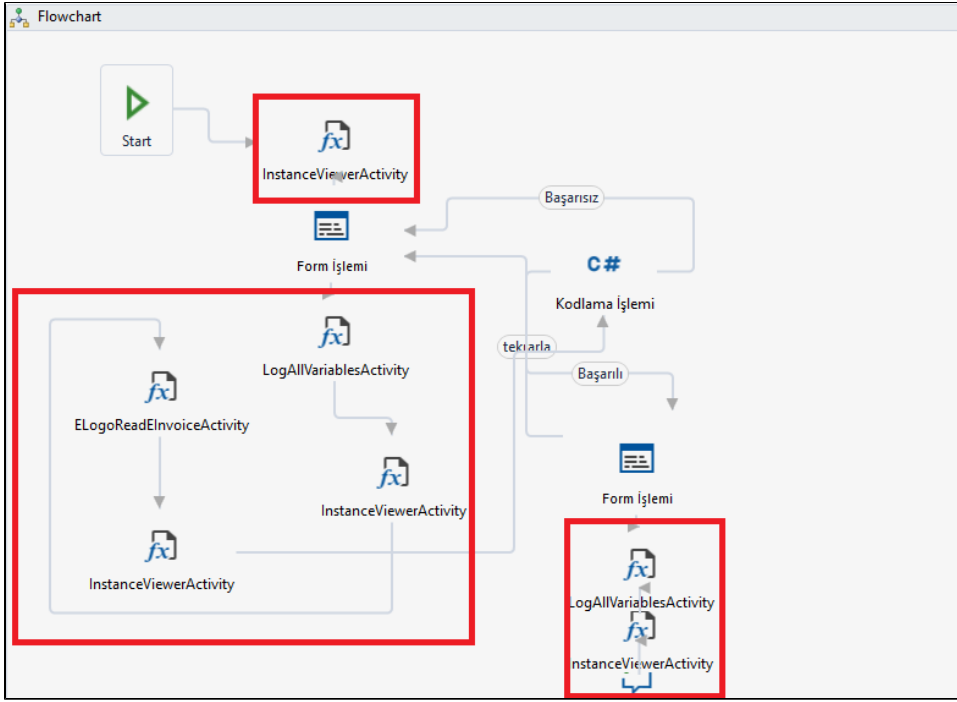 Flowchart
Start
InstanceViewerActivity
Başarısız
Form İşlemi
C#
Kodlama İşlemi
LogAllVariablesActivity
tekrarla
Başarılı
ELogoReadEInvoiceActivity
InstanceViewerActivity
Form İşlemi
InstanceViewerActivity
LogAllVariablesActivity
InstanceViewerActivity